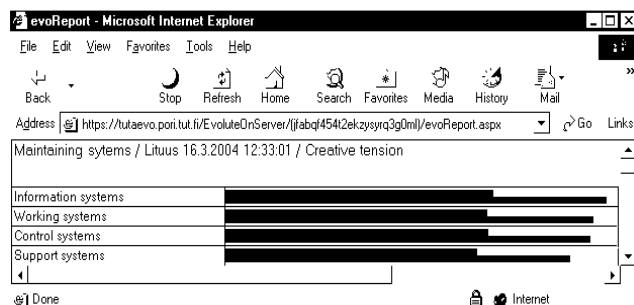 evoReport - Microsoft Internet Explorer
File Edit View Favorites Tools Help
Back Stop Refresh Home Search Favorites Media History Mail »
Address https://tutaevo.pori.tut.fi/EvoluteOnServer/(jfabqf454t2ekzysyrq3g0ml)/evoReport.aspx Go Links
Maintaining sytems / Lituus 16.3.2004 12:33:01 / Creative tension
Information systems
Working systems
Control systems
Support systems
Done Internet